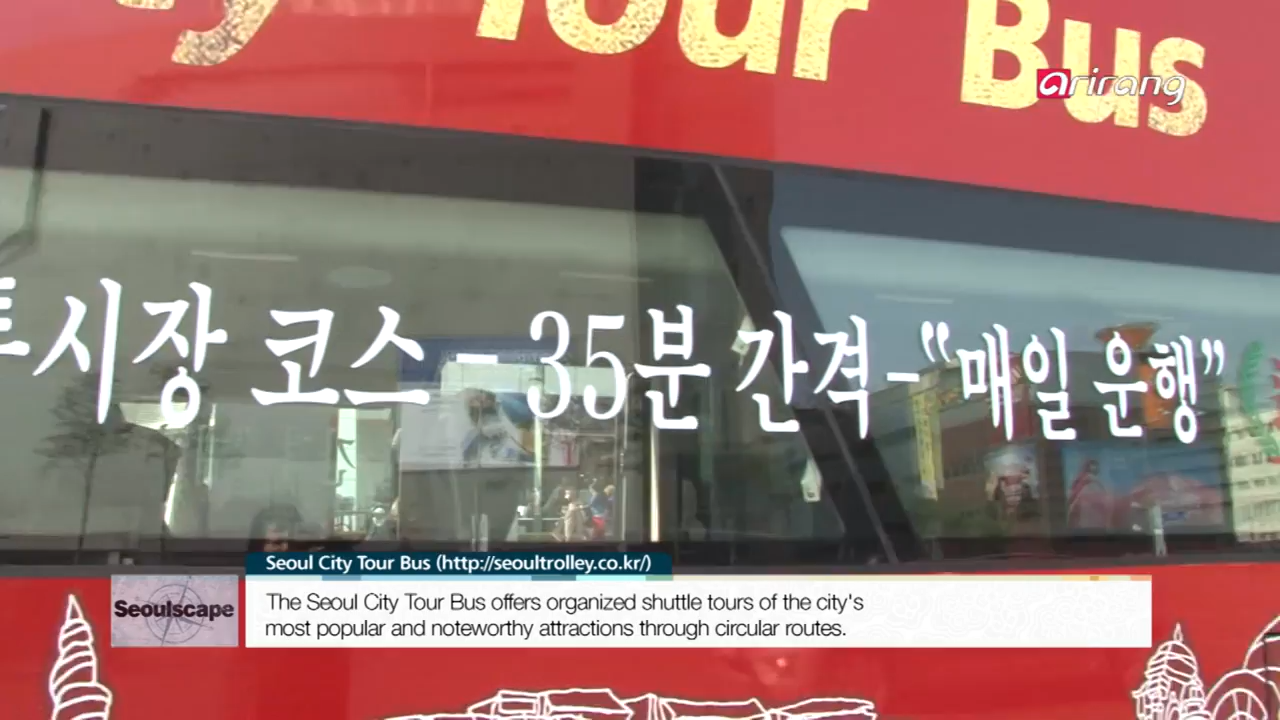 Tour Bus
arirang
시장 코스 - 35분 간격 - “매일 운행”
Seoul City Tour Bus (http://seoultrolley.co.kr/)
Seoulscape
The Seoul City Tour Bus offers organized shuttle tours of the city's
most popular and noteworthy attractions through circular routes.